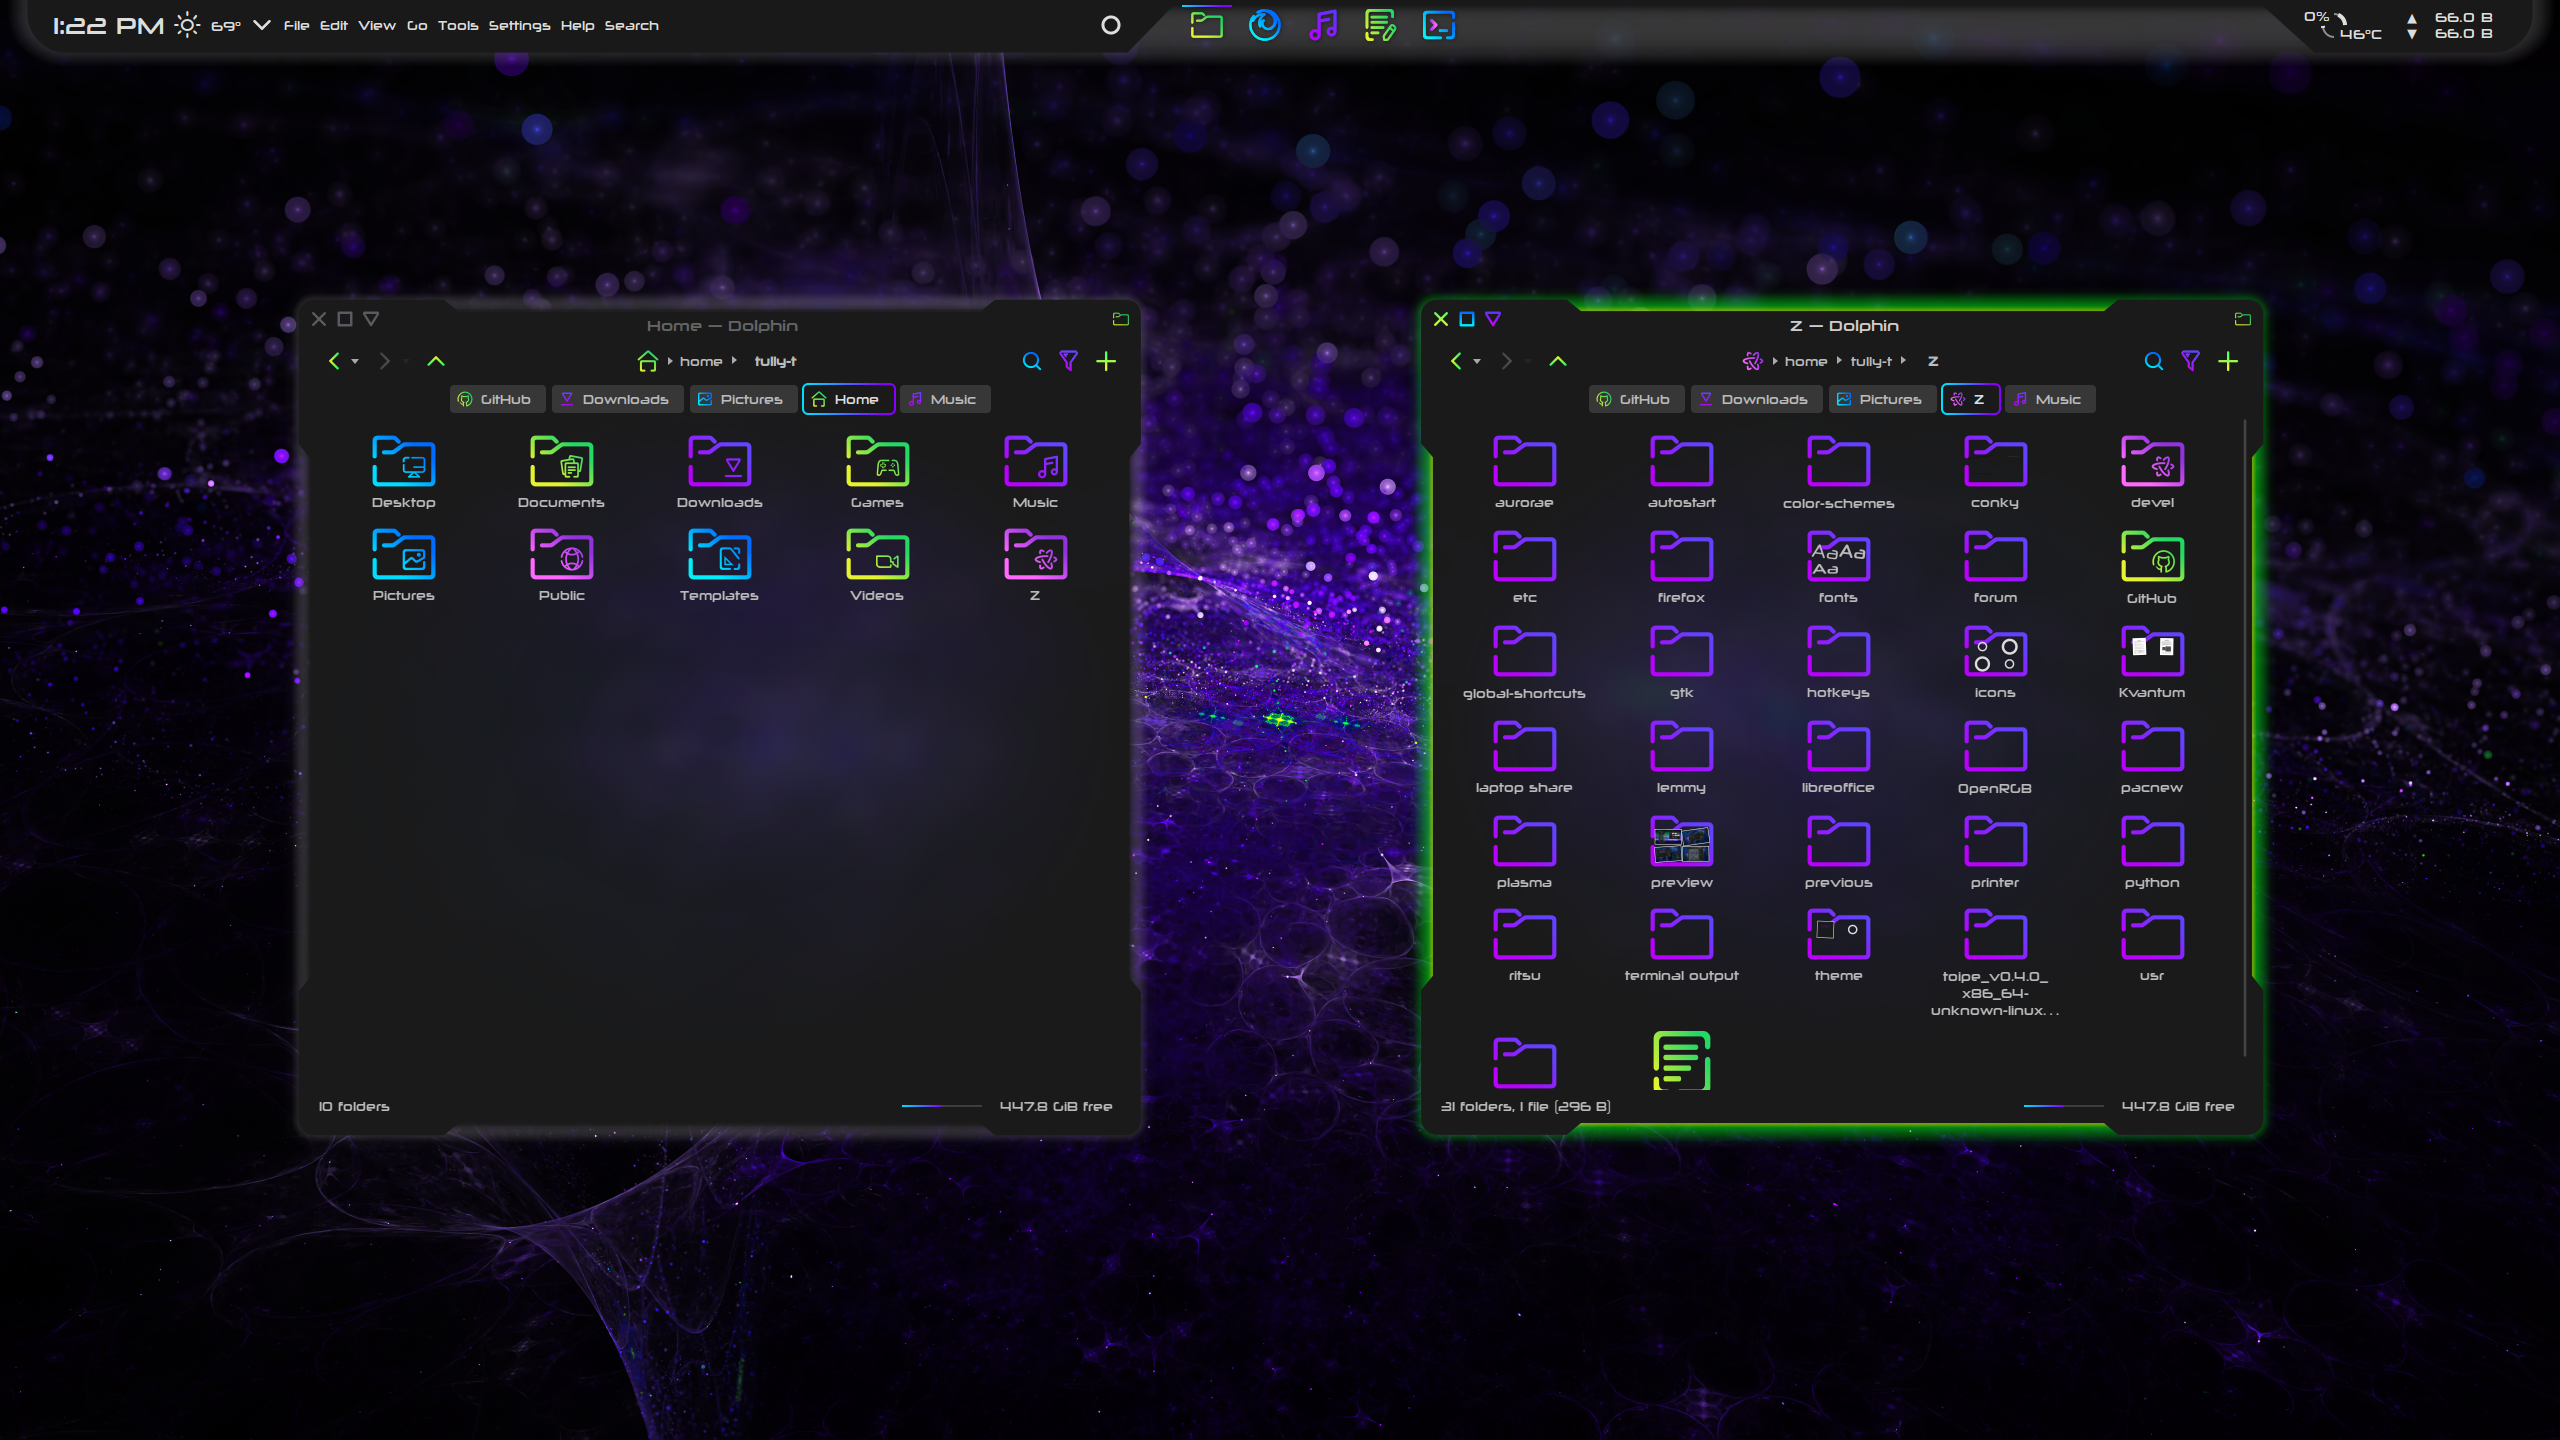 1:22 PM 69° File Edit View Go Tools Settings Help Search
0% 46°C
▲ 66.0 B
▼ 66.0 B
Home — Dolphin
home tully-t
GitHub Downloads Pictures Home Music
Desktop Documents Downloads Games Music
Pictures Public Templates Videos Z
10 folders 447.8 GiB free
Z — Dolphin
home tully-t Z
GitHub Downloads Pictures Z Music
aurorae autostart color-schemes conky devel
AaAa
Aa
etc firefox fonts forum GitHub
global-shortcuts gtk hotkeys icons Kvantum
laptop share lemmy libreoffice OpenRGB pacnew
plasma preview previous printer python
ritsu terminal output theme toipe_v0.4.0_ usr
x86_64-
unknown-linux...
31 folders, 1 file (296 B) 447.8 GiB free